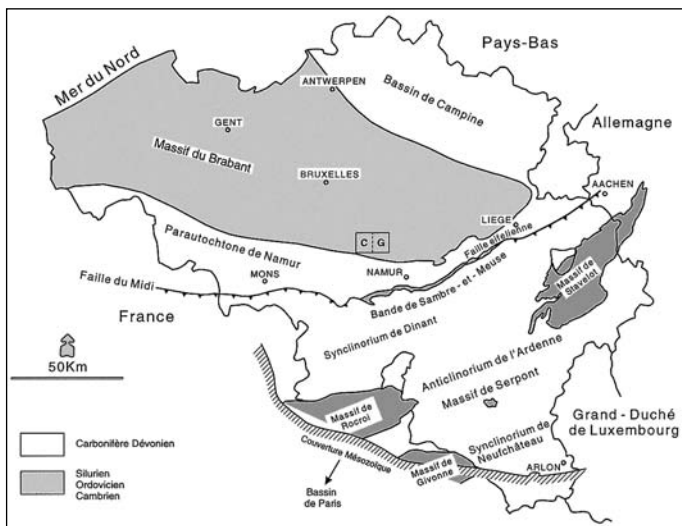 Pays-Bas
Mer du Nord
ANTWERPEN
Bassin de Campine
Allemagne
GENT
Massif du Brabant
BRUXELLES
AACHEN
LIEGE
C G
Faille eifelienne
Parautochtone de Namur
MONS
NAMUR
Bande de Sambre-et-Meuse
Massif de
Stavelot
Faille du Midi
France
Synclinorium de Dinant
50Km
Anticlinorium de l'Ardenne
Massif de Serpont
Grand-Duché
de Luxembourg
Massif de
Rocroi
Couverture Mésozoïque
Synclinorium de
Neufchâteau
Massif de
Givonne
ARLON
Bassin
de Paris
Carbonifère Dévonien
Silurien
Ordovicien
Cambrien